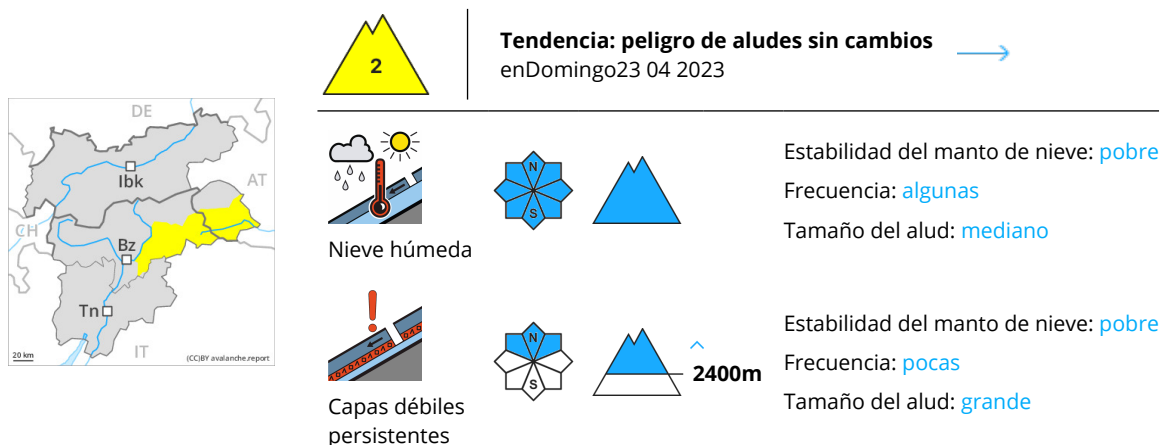 2
Tendencia: peligro de aludes sin cambios
enDomingo23 04 2023
DE
AT
CH
IT
Ibk
Bz
Tn
20 km
(CC)BY avalanche.report
Nieve húmeda
N
S
Estabilidad del manto de nieve: pobre
Frecuencia: algunas
Tamaño del alud: mediano
Capas débiles
persistentes
N
S
2400m
Estabilidad del manto de nieve: pobre
Frecuencia: pocas
Tamaño del alud: grande